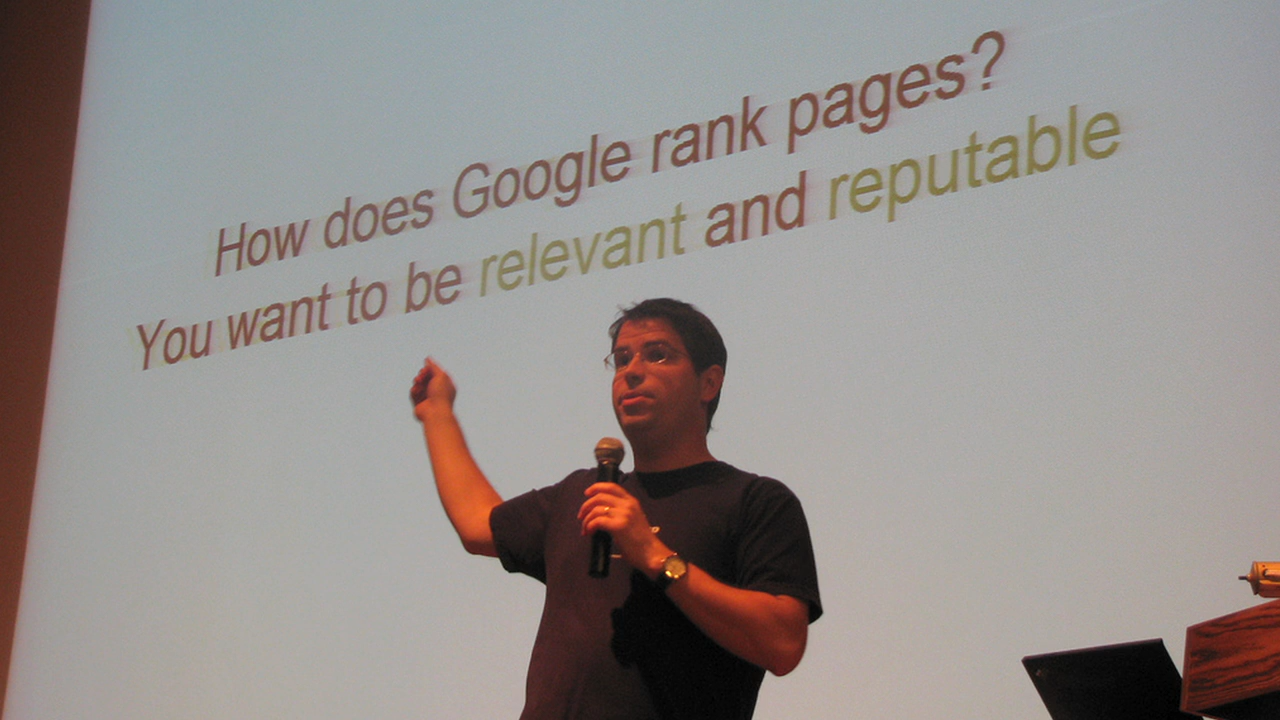 How does Google rank pages?
You want to be relevant and reputable